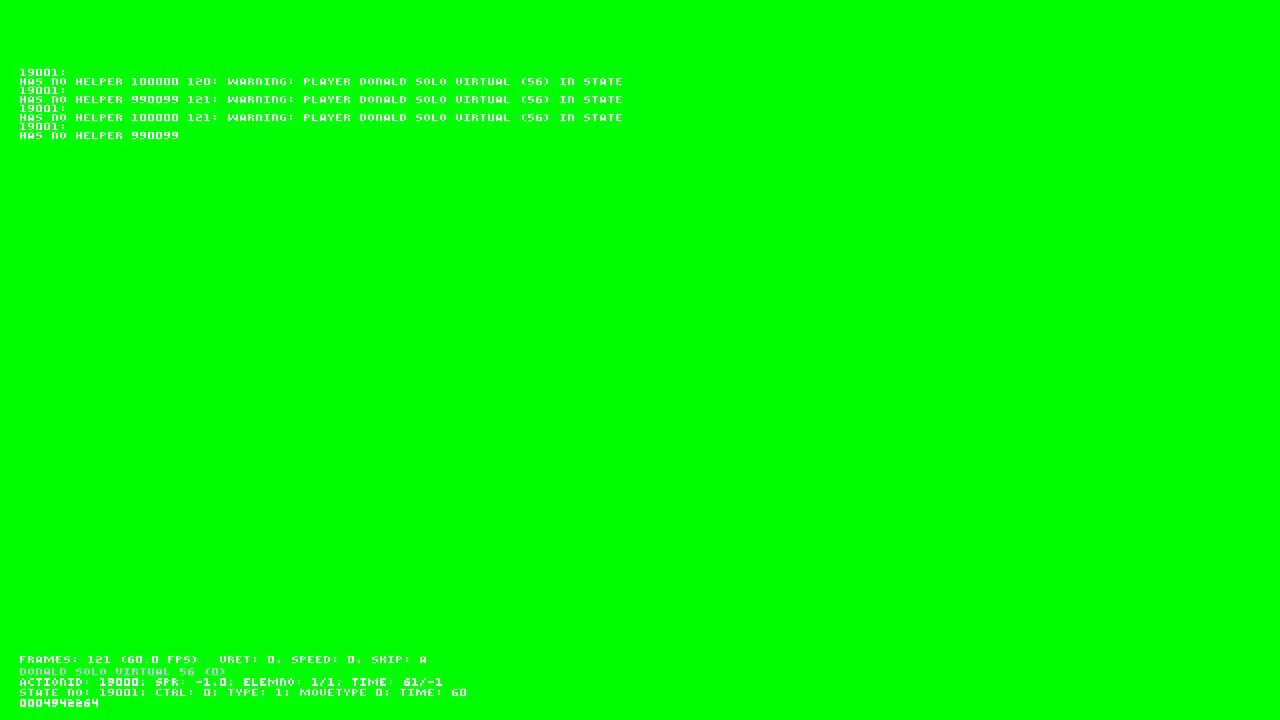 19001:
HAS NO HELPER 100000 120: WARNING: PLAYER DONALD SOLO VIRTUAL (56) IN STATE
19001:
HAS NO HELPER 990099 121: WARNING: PLAYER DONALD SOLO VIRTUAL (56) IN STATE
19001:
HAS NO HELPER 100000 121: WARNING: PLAYER DONALD SOLO VIRTUAL (56) IN STATE
19001:
HAS NO HELPER 990099
FRAMES: 121 (60.0 FPS) VRET: 0, SPEED: 0, SKIP: A
DONALD SOLO VIRTUAL 56 (0)
ACTIONID: 19000; SPR: -1,0; ELEMNO: 1/1; TIME: 61/-1
STATE NO: 19001; CTRL: 0; TYPE: 1; MOVETYPE 0; TIME: 60
0004942264